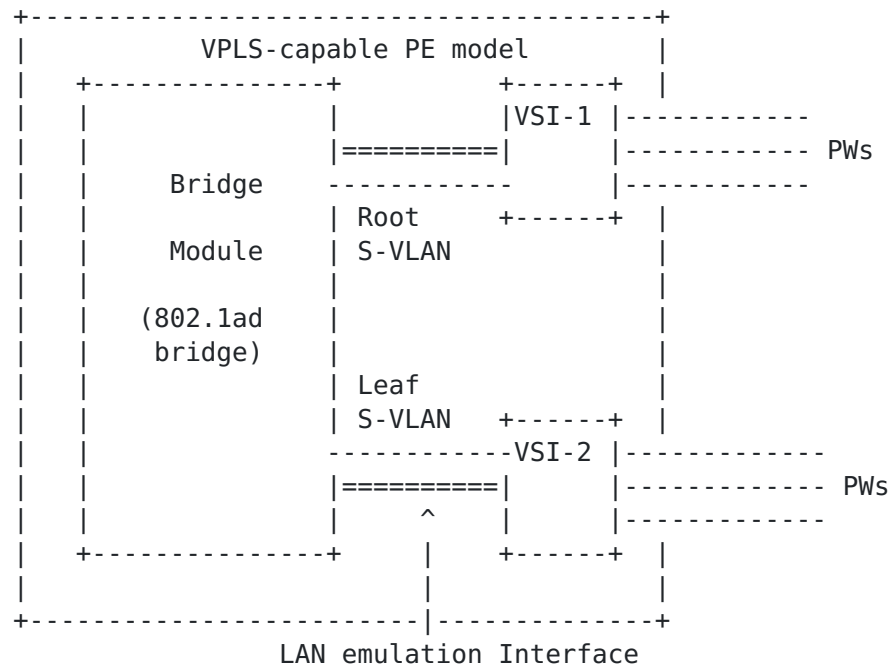 VPLS-capable PE model
VSI-1
PWs
Bridge
Root
Module
S-VLAN
(802.1ad
bridge)
Leaf
S-VLAN
VSI-2
PWs
LAN emulation Interface